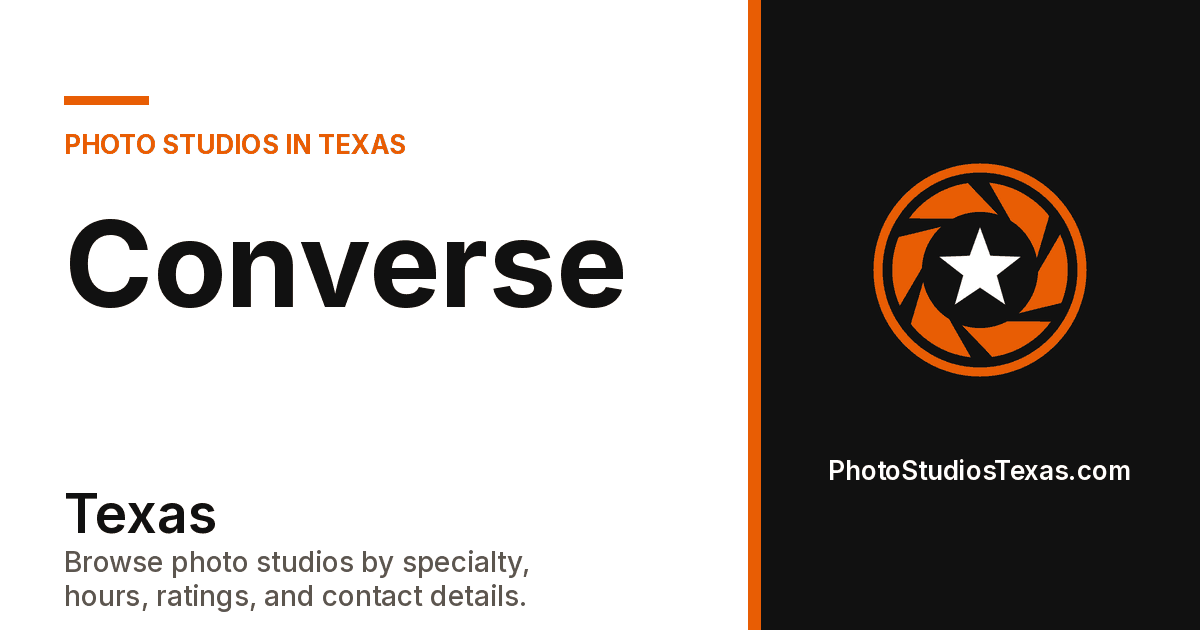 PHOTO STUDIOS IN TEXAS
Converse
Texas
Browse photo studios by specialty,
hours, ratings, and contact details.
PhotoStudiosTexas.com